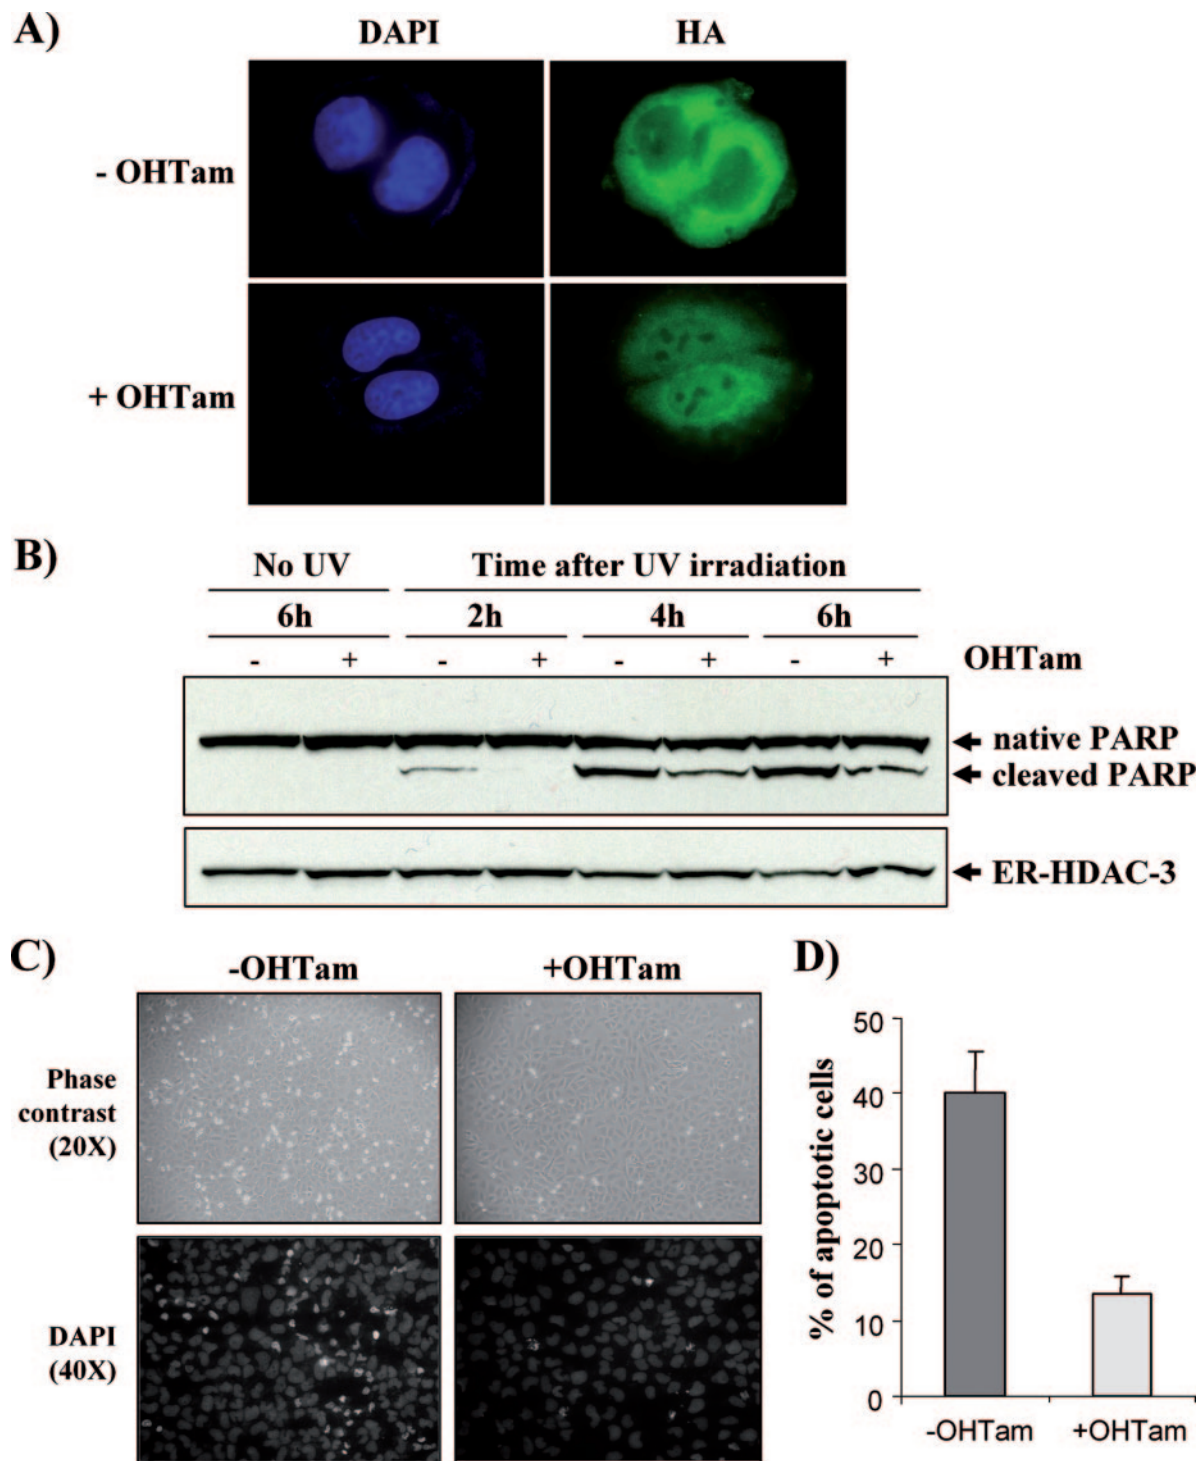 A)
DAPI HA
- OHTam
+ OHTam
B)
No UV Time after UV irradiation
6h 2h 4h 6h
- + - + - + - + OHTam
native PARP
cleaved PARP
ER-HDAC-3
C)
-OHTam +OHTam
Phase
contrast
(20X)
DAPI
(40X)
D)
% of apoptotic cells
50
40
30
20
10
0
-OHTam +OHTam